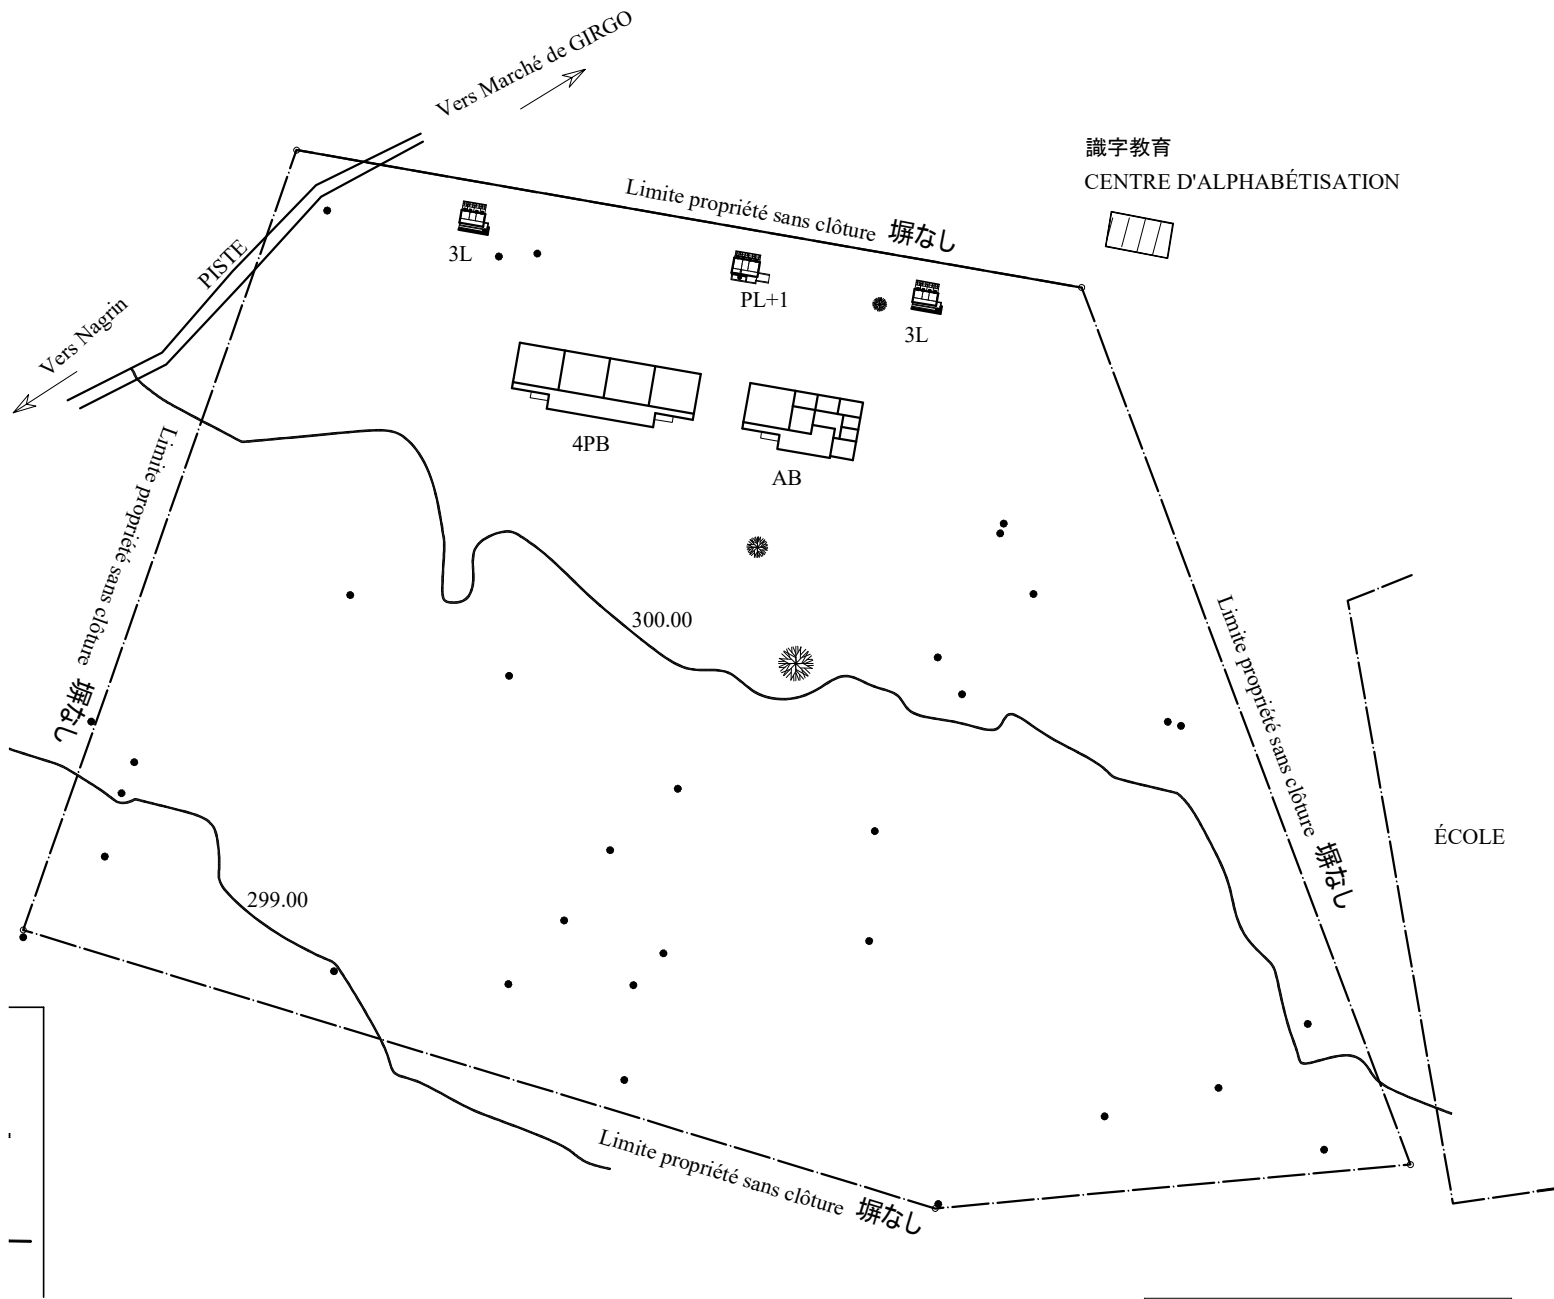 Vers Marché de GIRGO
識字教育
CENTRE D'ALPHABÉTISATION
Limite propriété sans clôture 塀なし
3L
PISTE
PL+1
Vers Nagrin
3L
4PB
AB
Limite propriété sans clôture 塀なし
300.00
Limite propriété sans clôture 塀なし
ÉCOLE
299.00
Limite propriété sans clôture 塀なし